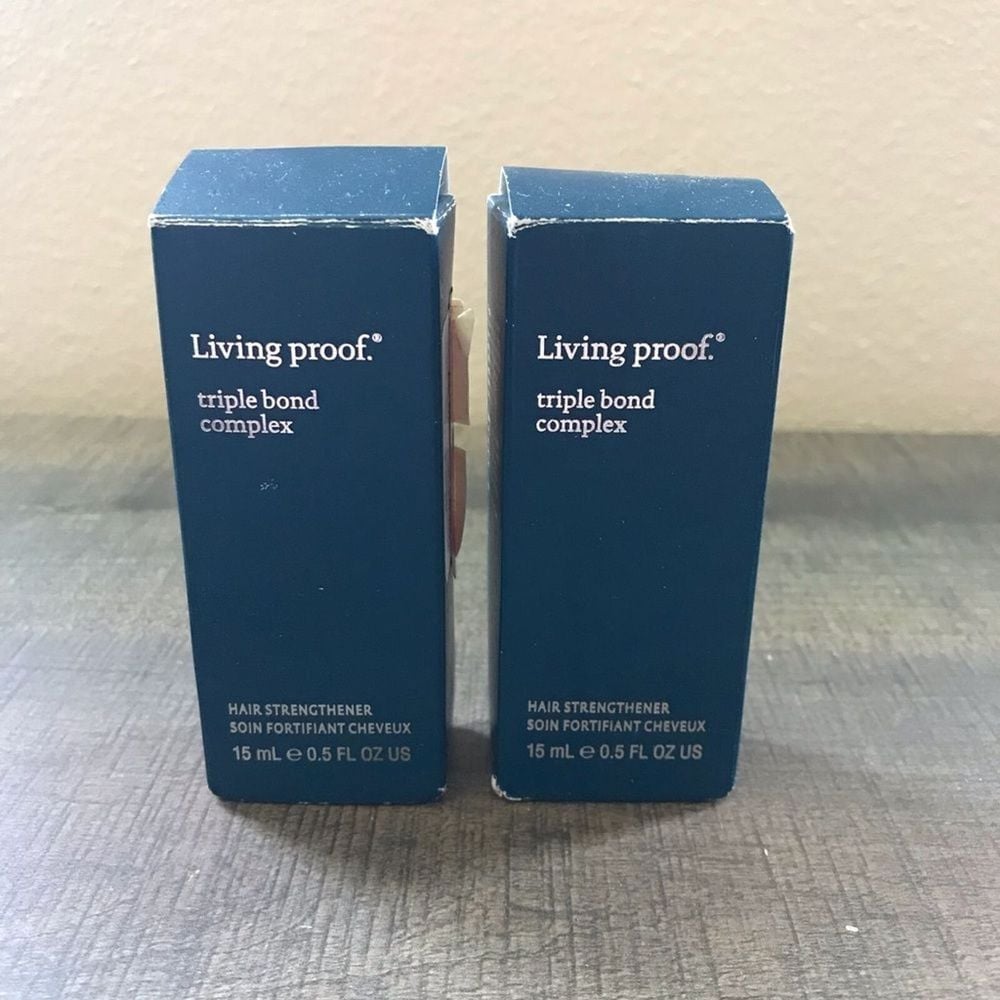 Living proof.®
triple bond
complex
HAIR STRENGTHENER
SOIN FORTIFIANT CHEVEUX
15 mL ℮ 0.5 FL OZ US
Living proof.®
triple bond
complex
HAIR STRENGTHENER
SOIN FORTIFIANT CHEVEUX
15 mL ℮ 0.5 FL OZ US